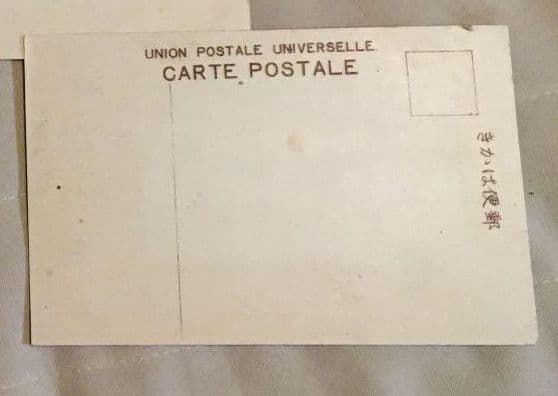 UNION POSTALE UNIVERSELLE
CARTE POSTALE
郵便はかき